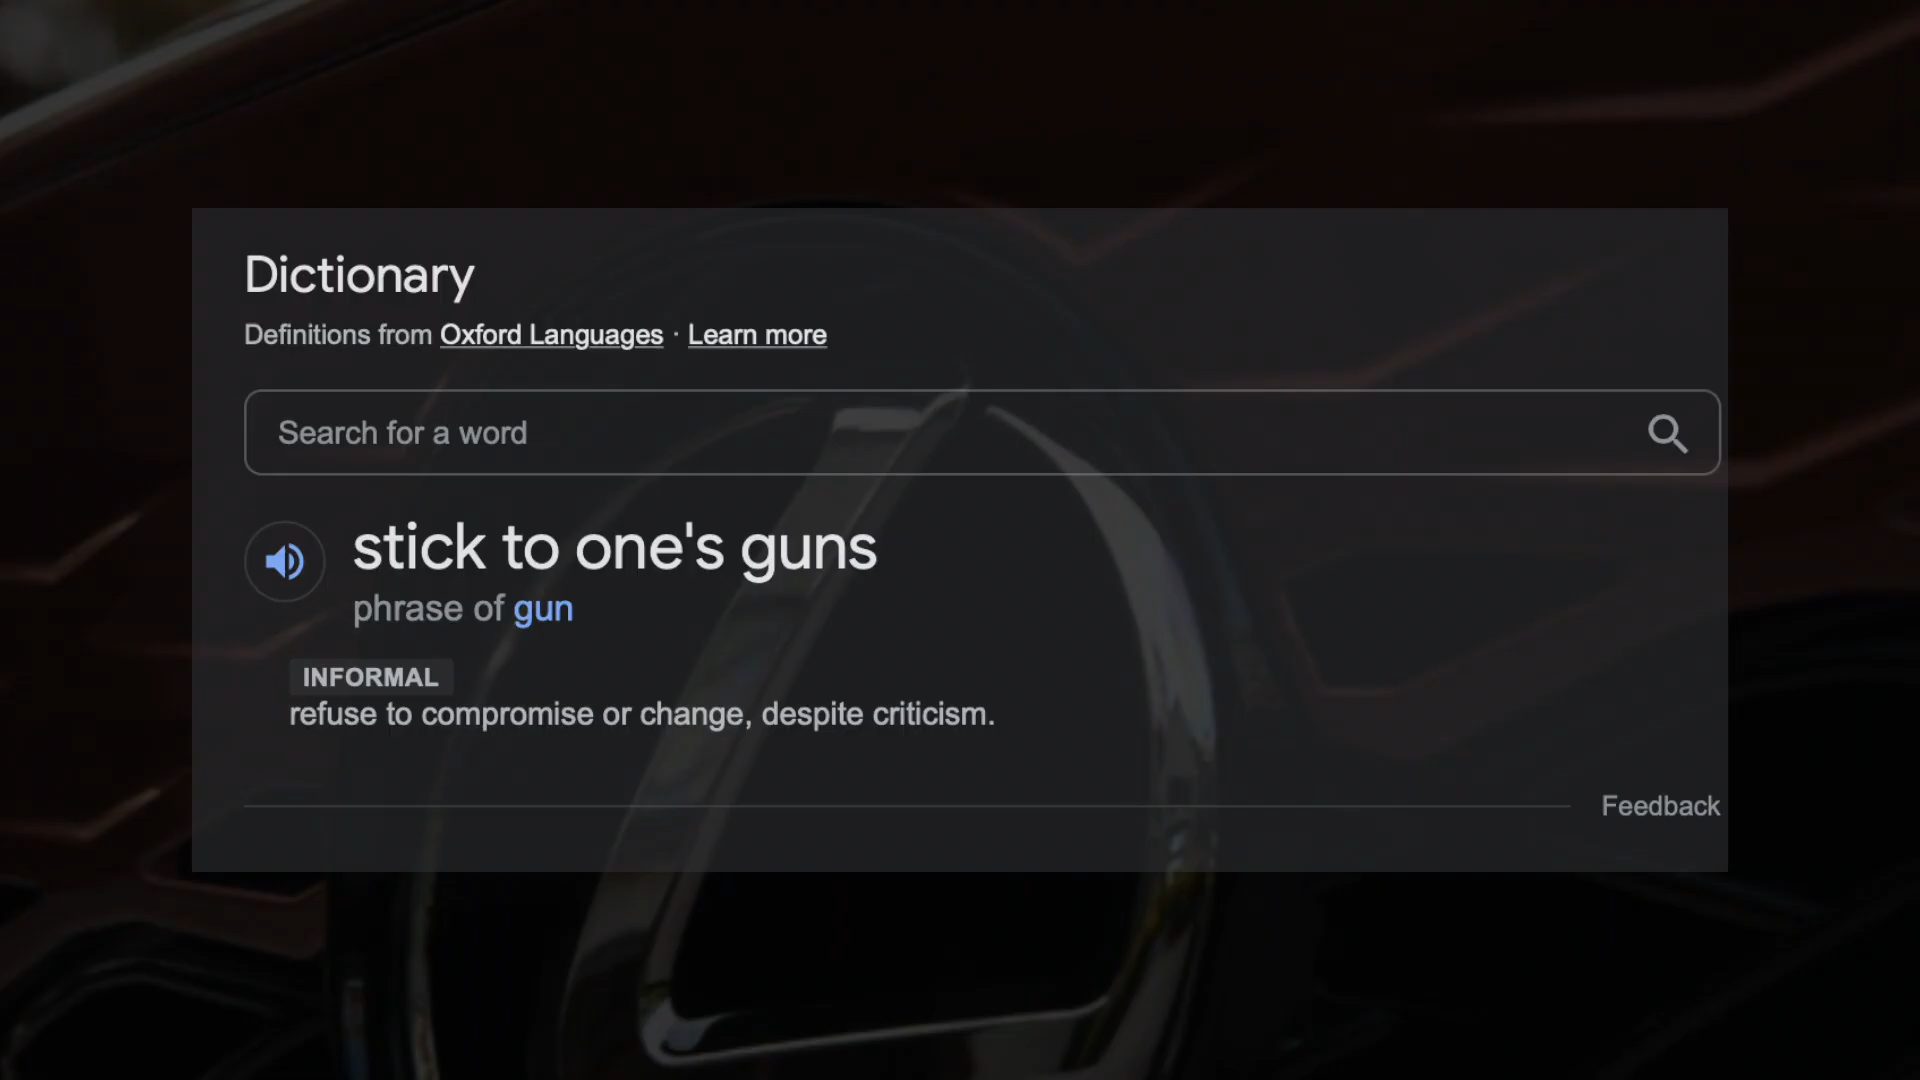 Dictionary
Definitions from Oxford Languages · Learn more
Search for a word
stick to one's guns
phrase of gun
INFORMAL
refuse to compromise or change, despite criticism.
Feedback